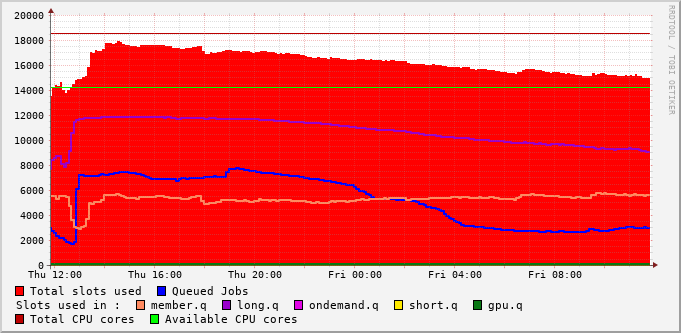 20000
18000
16000
14000
12000
10000
8000
6000
4000
2000
0
Thu 12:00 Thu 16:00 Thu 20:00 Fri 00:00 Fri 04:00 Fri 08:00
Total slots used Queued Jobs
Slots used in : member.q long.q ondemand.q short.q gpu.q
Total CPU cores Available CPU cores
RRDTOOL / TOBI OETIKER